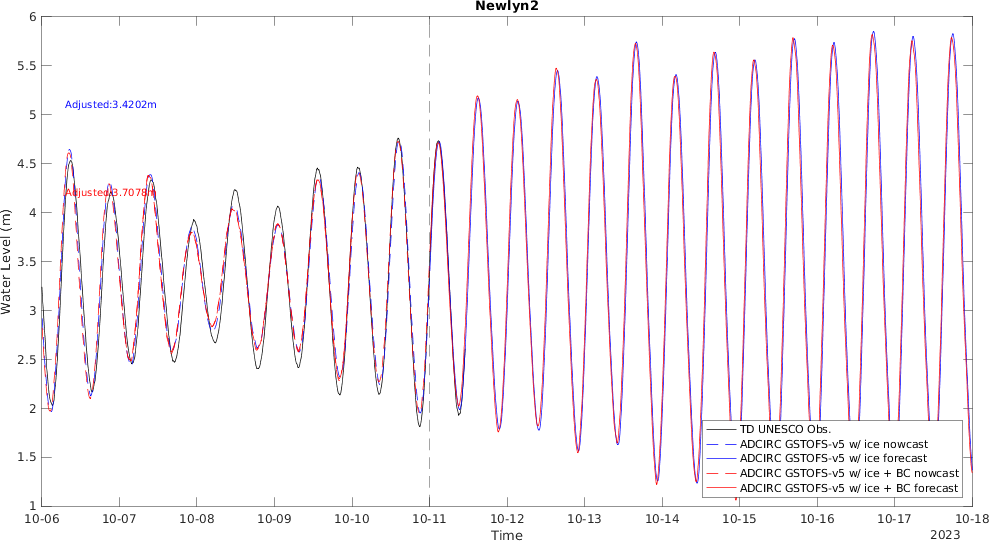 Newlyn2
6
5.5
5
4.5
4
3.5
3
2.5
2
1.5
1
Water Level (m)
Adjusted:3.4202m
Adjusted:3.7078m
TD UNESCO Obs.
ADCIRC GSTOFS-v5 w/ ice nowcast
ADCIRC GSTOFS-v5 w/ ice forecast
ADCIRC GSTOFS-v5 w/ ice + BC nowcast
ADCIRC GSTOFS-v5 w/ ice + BC forecast
10-06 10-07 10-08 10-09 10-10 10-11 10-12 10-13 10-14 10-15 10-16 10-17 10-18
Time
2023